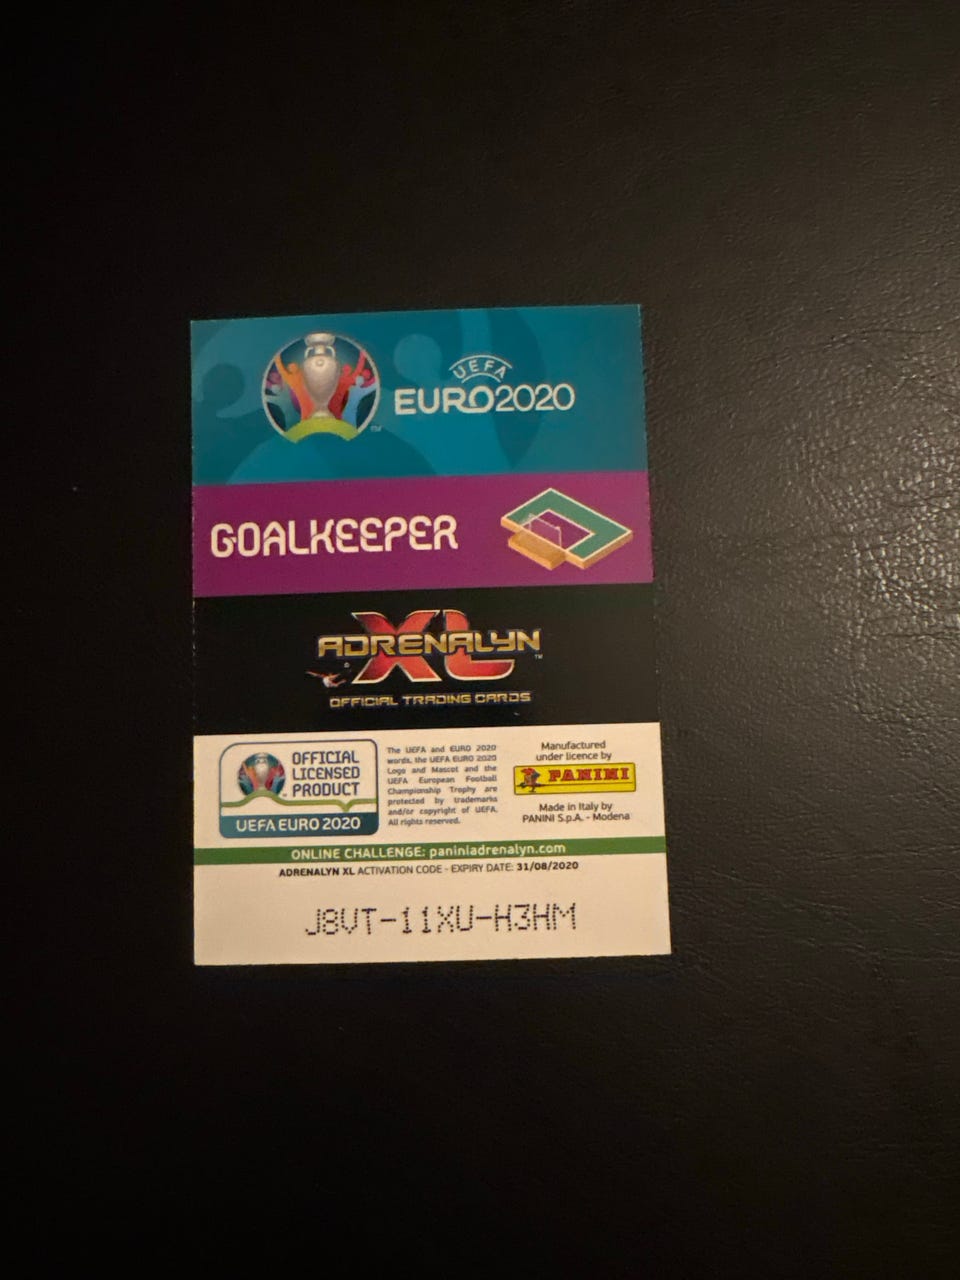 UEFA
EURO2020
™
GOALKEEPER
ADRENALYN XL™
OFFICIAL TRADING CARDS
OFFICIAL
LICENSED
PRODUCT
UEFA EURO 2020
The UEFA and EURO 2020
words, the UEFA EURO 2020
Logo and Mascot and the
UEFA European Football
Championship Trophy are
protected by trademarks
and/or copyright of UEFA.
All rights reserved.
Manufactured
under licence by
PANINI
Made in Italy by
PANINI S.p.A. - Modena
ONLINE CHALLENGE: paniniadrenalyn.com
ADRENALYN XL ACTIVATION CODE - EXPIRY DATE: 31/08/2020
J8VT-11XU-H3HM